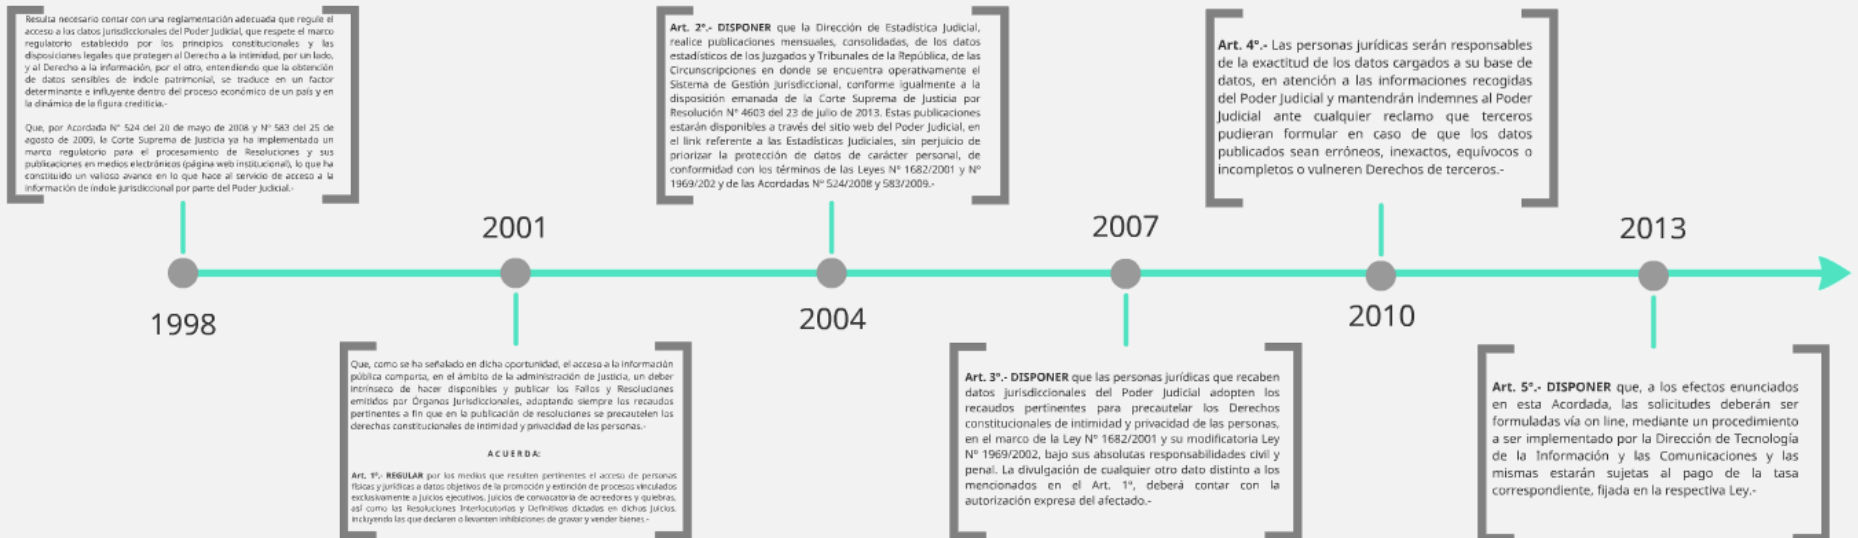 Resulta necesario contar con una reglamentación adecuada que regule el
acceso a los datos jurisdiccionales del Poder Judicial, que respete el marco
regulatorio establecido por los principios constitucionales y las
disposiciones legales que protegen al Derecho a la intimidad, por un lado,
y al Derecho a la información, por el otro, entendiendo que la obtención
de datos sensibles de índole patrimonial, se traduce en un factor
determinante e influyente dentro del proceso económico de un país y en
la dinámica de la figura crediticia.-
Que, por Acordada N° 524 del 20 de mayo de 2008 y N° 583 del 25 de
agosto de 2009, la Corte Suprema de Justicia ya ha implementado un
marco regulatorio para el procesamiento de Resoluciones y sus
publicaciones en medios electrónicos (página web institucional), lo que ha
constituido un valioso avance en lo que hace al servicio de acceso a la
información de índole jurisdiccional por parte del Poder Judicial.-
1998
2001
Que, como se ha señalado en dicha oportunidad, el acceso a la información
pública comporta, en el ámbito de la administración de Justicia, un deber
intrínseco de hacer disponibles y publicar los Fallos y Resoluciones
emitidos por Órganos Jurisdiccionales, adoptando siempre los recaudos
pertinentes a fin que en la publicación de resoluciones se precautelen los
derechos constitucionales de intimidad y privacidad de las personas.-
A C U E R D A:
Art. 1°.- REGULAR por los medios que resulten pertinentes el acceso de personas
físicas y jurídicas a datos objetivos de la promoción y extinción de procesos vinculados
exclusivamente a juicios ejecutivos, juicios de convocatoria de acreedores y quiebras,
así como las Resoluciones Interlocutorias y Definitivas dictadas en dichos juicios,
incluyendo las que declaren o levanten inhibiciones de gravar y vender bienes.-
Art. 2°.- DISPONER que la Dirección de Estadística Judicial,
realice publicaciones mensuales, consolidadas, de los datos
estadísticos de los Juzgados y Tribunales de la República, de las
Circunscripciones en donde se encuentra operativamente el
Sistema de Gestión Jurisdiccional, conforme igualmente a la
disposición emanada de la Corte Suprema de Justicia por
Resolución N° 4603 del 23 de julio de 2013. Estas publicaciones
estarán disponibles a través del sitio web del Poder Judicial, en
el link referente a las Estadísticas Judiciales, sin perjuicio de
priorizar la protección de datos de carácter personal, de
conformidad con los términos de las Leyes N° 1682/2001 y N°
1969/202 y de las Acordadas N° 524/2008 y 583/2009.-
2004
2007
Art. 3°.- DISPONER que las personas jurídicas que recaben
datos jurisdiccionales del Poder Judicial adopten los
recaudos pertinentes para precautelar los Derechos
constitucionales de intimidad y privacidad de las personas,
en el marco de la Ley N° 1682/2001 y su modificatoria Ley
N° 1969/2002, bajo sus absolutas responsabilidades civil y
penal. La divulgación de cualquier otro dato distinto a los
mencionados en el Art. 1°, deberá contar con la
autorización expresa del afectado.-
Art. 4°.- Las personas jurídicas serán responsables
de la exactitud de los datos cargados a su base de
datos, en atención a las informaciones recogidas
del Poder Judicial y mantendrán indemnes al Poder
Judicial ante cualquier reclamo que terceros
pudieran formular en caso de que los datos
publicados sean erróneos, inexactos, equívocos o
incompletos o vulneren Derechos de terceros.-
2010
2013
Art. 5°.- DISPONER que, a los efectos enunciados
en esta Acordada, las solicitudes deberán ser
formuladas vía on line, mediante un procedimiento
a ser implementado por la Dirección de Tecnología
de la Información y las Comunicaciones y las
mismas estarán sujetas al pago de la tasa
correspondiente, fijada en la respectiva Ley.-